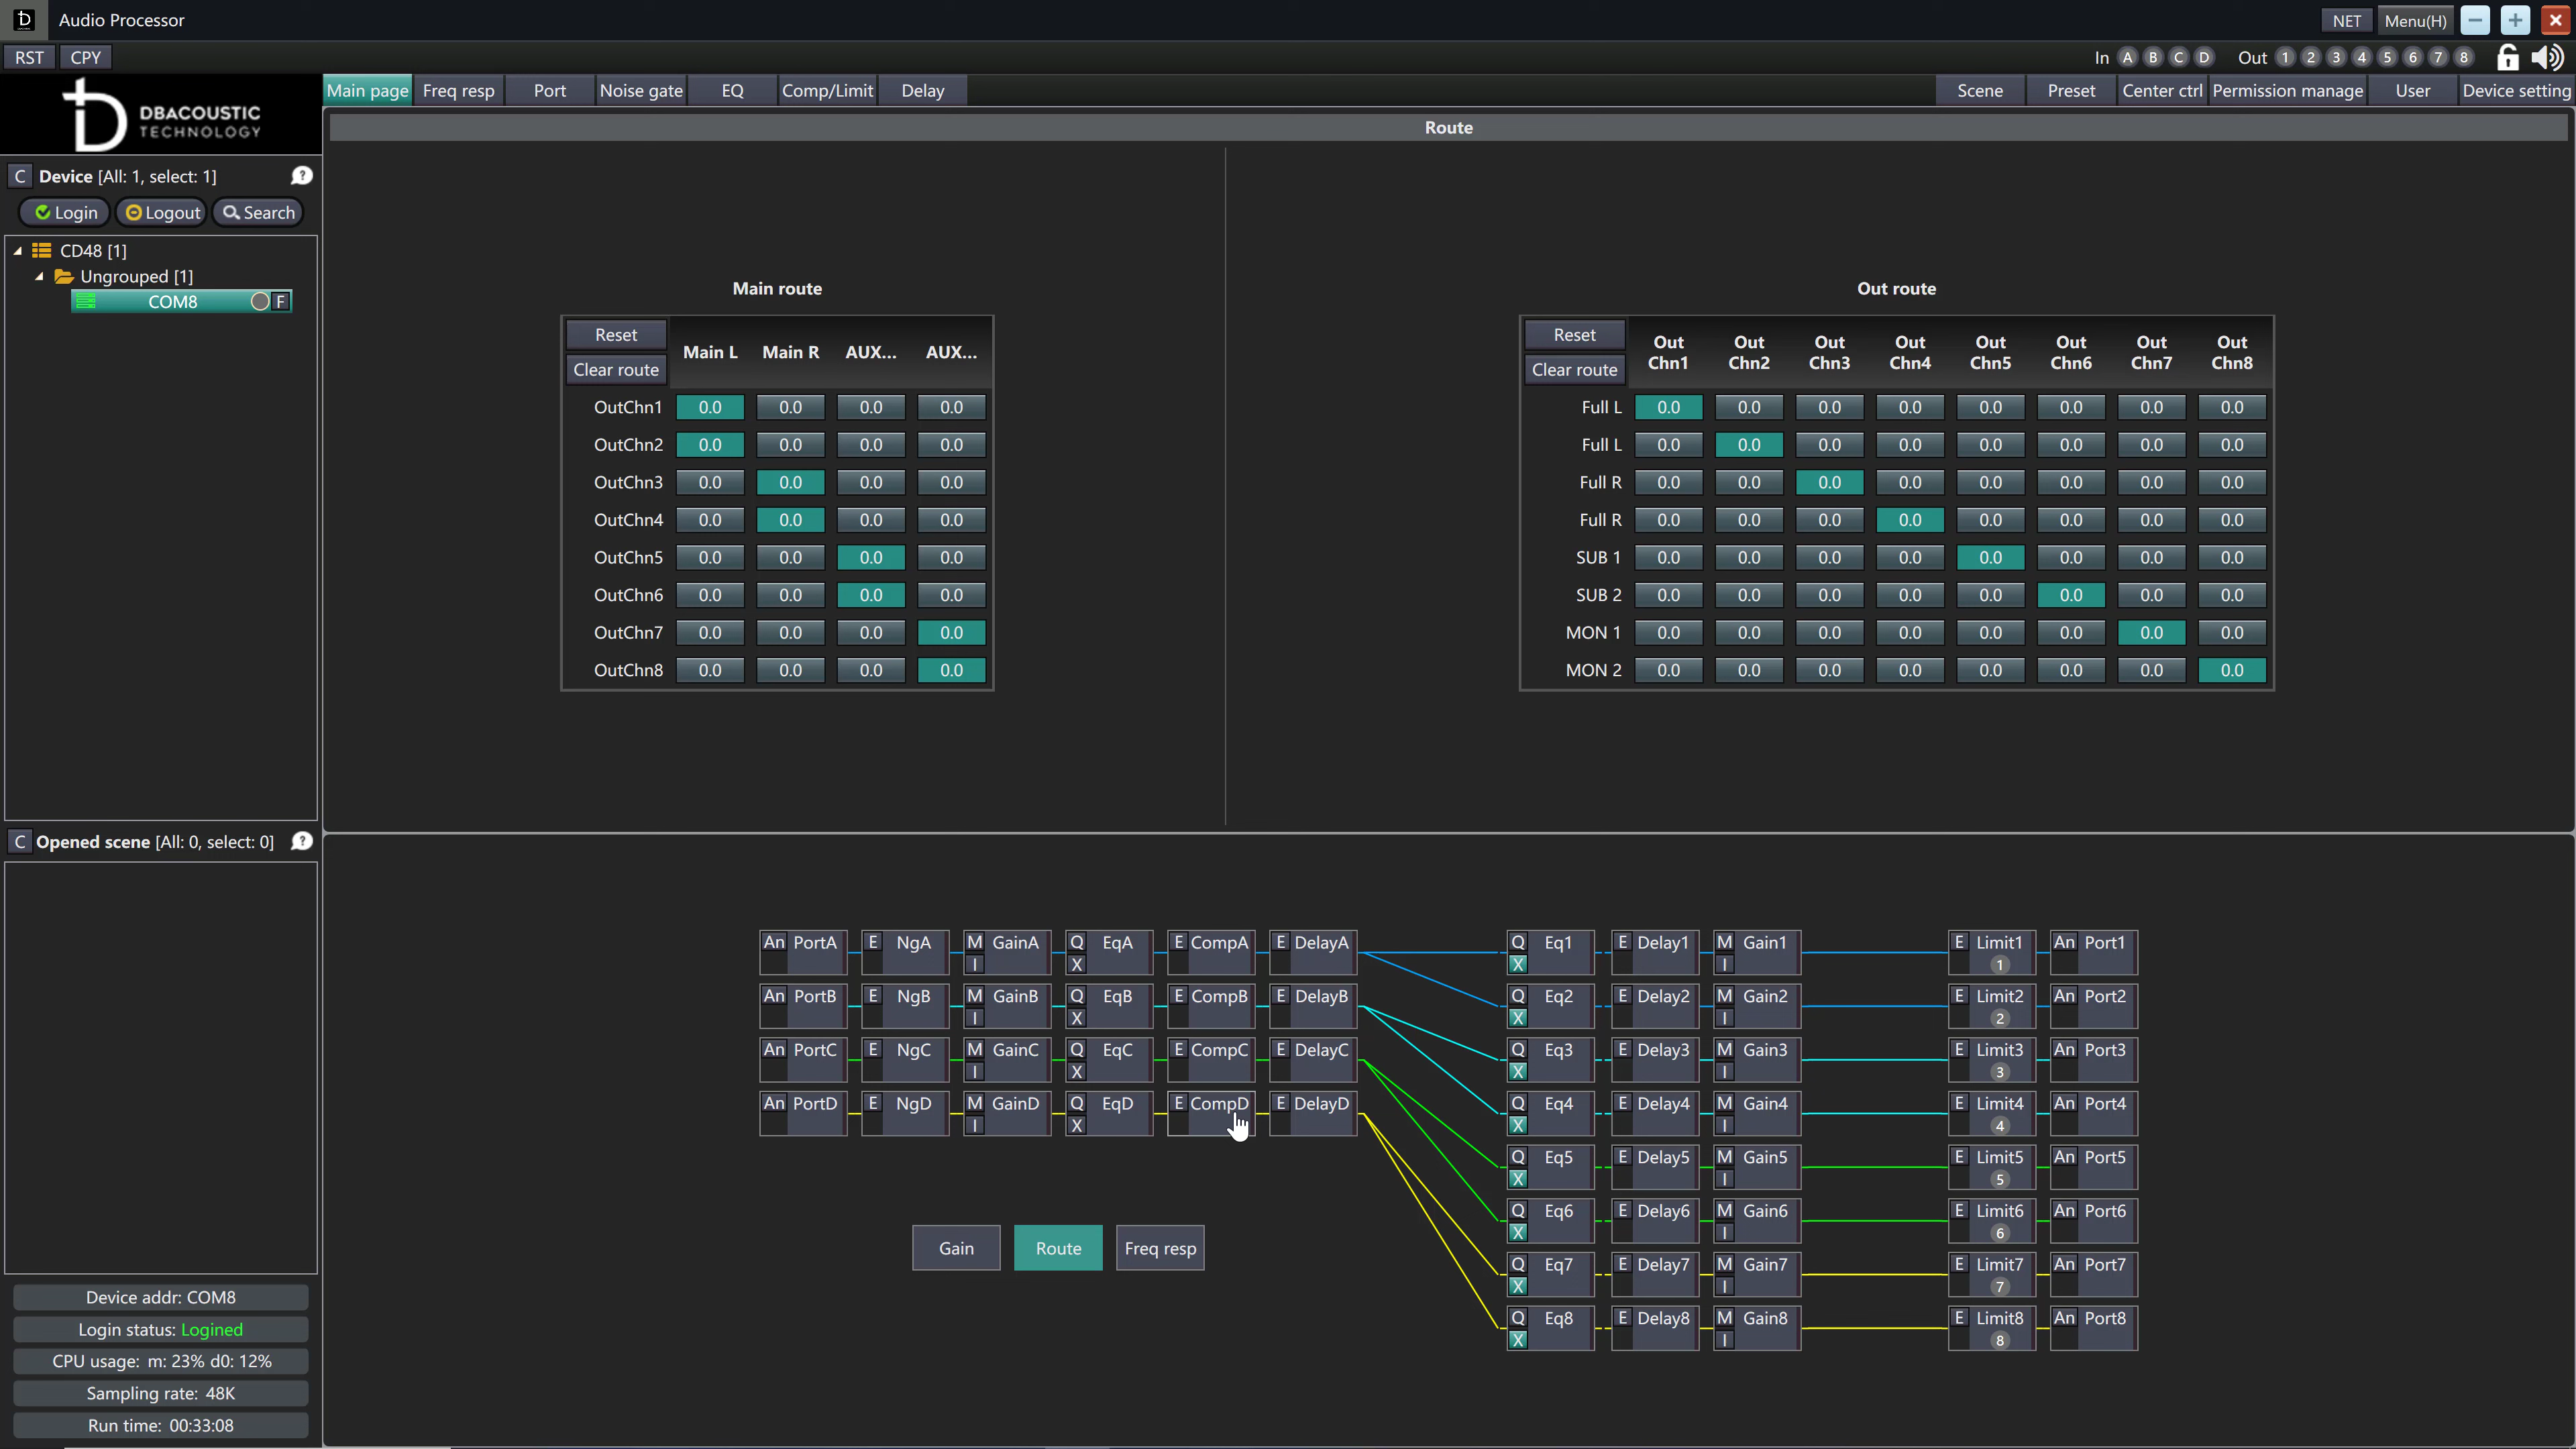 Audio Processor
NET Menu(H)
RST CPY
In A B C D Out 1 2 3 4 5 6 7 8
DBACOUSTIC
TECHNOLOGY
Main page Freq resp Port Noise gate EQ Comp/Limit Delay
Scene Preset Center ctrl Permission manage User Device setting
Route
C Device [All: 1, select: 1] ?
Login Logout Search
CD48 [1]
Ungrouped [1]
COM8 F
Main route
Reset
Clear route
Main L Main R AUX... AUX...
OutChn1 0.0 0.0 0.0 0.0
OutChn2 0.0 0.0 0.0 0.0
OutChn3 0.0 0.0 0.0 0.0
OutChn4 0.0 0.0 0.0 0.0
OutChn5 0.0 0.0 0.0 0.0
OutChn6 0.0 0.0 0.0 0.0
OutChn7 0.0 0.0 0.0 0.0
OutChn8 0.0 0.0 0.0 0.0
Out route
Reset
Clear route
Out Out Out Out Out Out Out Out
Chn1 Chn2 Chn3 Chn4 Chn5 Chn6 Chn7 Chn8
Full L 0.0 0.0 0.0 0.0 0.0 0.0 0.0 0.0
Full L 0.0 0.0 0.0 0.0 0.0 0.0 0.0 0.0
Full R 0.0 0.0 0.0 0.0 0.0 0.0 0.0 0.0
Full R 0.0 0.0 0.0 0.0 0.0 0.0 0.0 0.0
SUB 1 0.0 0.0 0.0 0.0 0.0 0.0 0.0 0.0
SUB 2 0.0 0.0 0.0 0.0 0.0 0.0 0.0 0.0
MON 1 0.0 0.0 0.0 0.0 0.0 0.0 0.0 0.0
MON 2 0.0 0.0 0.0 0.0 0.0 0.0 0.0 0.0
C Opened scene [All: 0, select: 0] ?
An PortA E NgA M GainA Q EqA E CompA E DelayA Q Eq1 E Delay1 M Gain1 E Limit1 An Port1
I X X I 1
An PortB E NgB M GainB Q EqB E CompB E DelayB Q Eq2 E Delay2 M Gain2 E Limit2 An Port2
I X X I 2
An PortC E NgC M GainC Q EqC E CompC E DelayC Q Eq3 E Delay3 M Gain3 E Limit3 An Port3
I X X I 3
An PortD E NgD M GainD Q EqD E CompD E DelayD Q Eq4 E Delay4 M Gain4 E Limit4 An Port4
I X X I 4
Q Eq5 E Delay5 M Gain5 E Limit5 An Port5
X I 5
Q Eq6 E Delay6 M Gain6 E Limit6 An Port6
X I 6
Gain Route Freq resp
Q Eq7 E Delay7 M Gain7 E Limit7 An Port7
X I 7
Q Eq8 E Delay8 M Gain8 E Limit8 An Port8
X I 8
Device addr: COM8
Login status: Logined
CPU usage: m: 23% d0: 12%
Sampling rate: 48K
Run time: 00:33:08